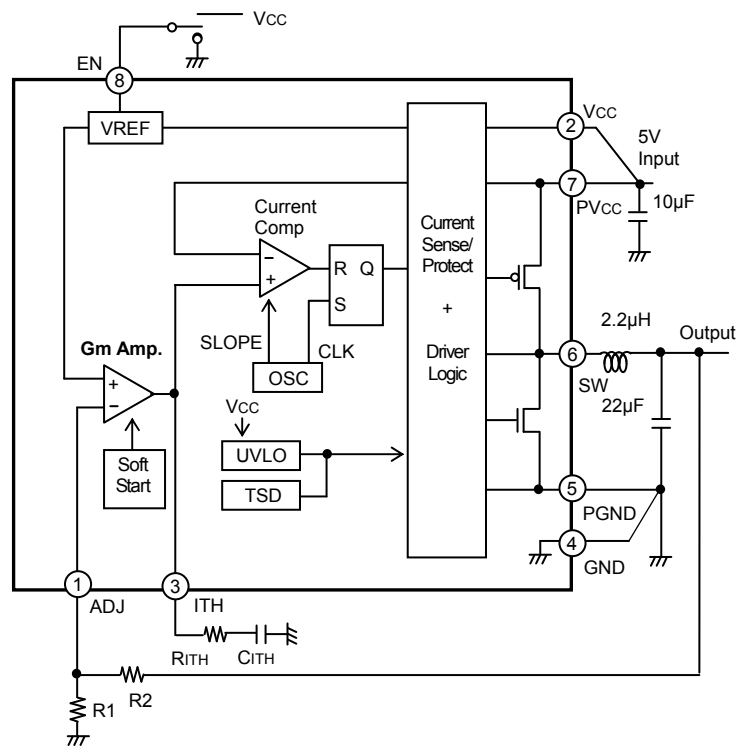 VCC
EN
8
VREF
VCC
2
5V
Input
7
PVCC
10µF
Current
Comp
−
+
R Q
S
Current
Sense/
Protect
+
Driver
Logic
SLOPE
CLK
OSC
2.2µH
Output
6
SW
22µF
Gm Amp.
+
−
VCC
UVLO
TSD
Soft
Start
5
PGND
4
GND
1
ADJ
3
ITH
RITH
CITH
R2
R1